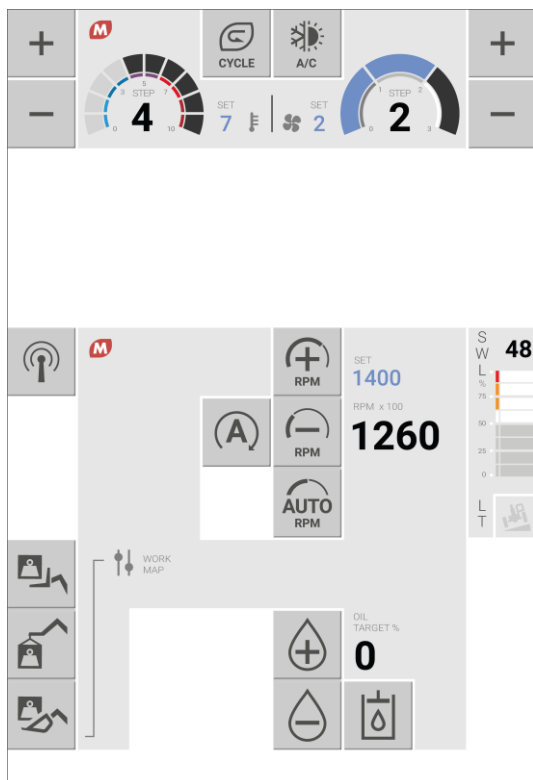 +
M
CYCLE
A/C
+
3
5
7
STEP
4
0
10
SET
7
SET
2
1
2
STEP
2
0
3
−
−
M
RPM
SET
1400
RPM x 100
1260
A
RPM
AUTO
RPM
S
W
48
L
%
75
50
25
0
L
T
WORK
MAP
OIL
TARGET %
0